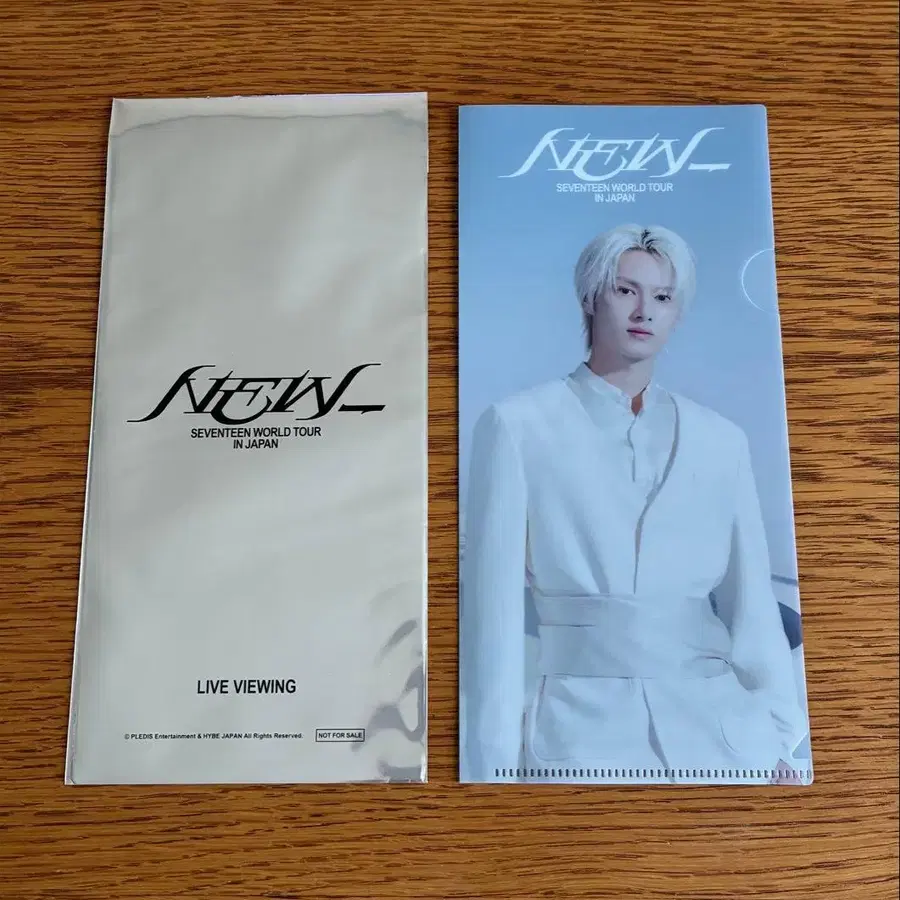 NEW_
SEVENTEEN WORLD TOUR
IN JAPAN
LIVE VIEWING
© PLEDIS Entertainment & HYBE JAPAN All Rights Reserved.
NOT FOR SALE
NEW_
SEVENTEEN WORLD TOUR
IN JAPAN